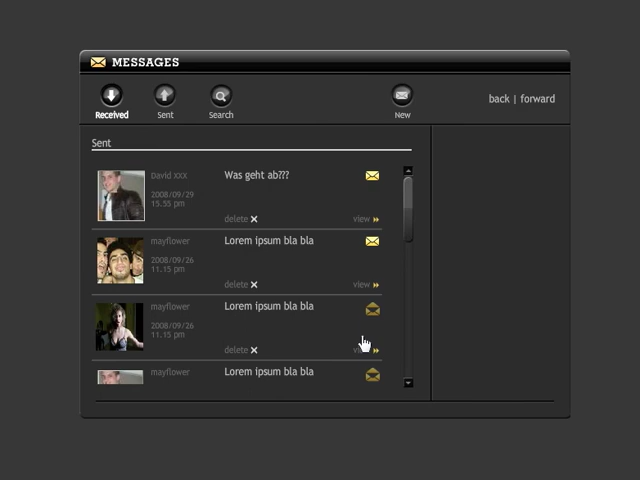 MESSAGES
Received
Sent
Search
New
back | forward
Sent
David XXX
Was geht ab???
2008/09/29
15.55 pm
delete
view
mayflower
Lorem ipsum bla bla
2008/09/26
11.15 pm
delete
view
mayflower
Lorem ipsum bla bla
2008/09/26
11.15 pm
delete
mayflower
Lorem ipsum bla bla